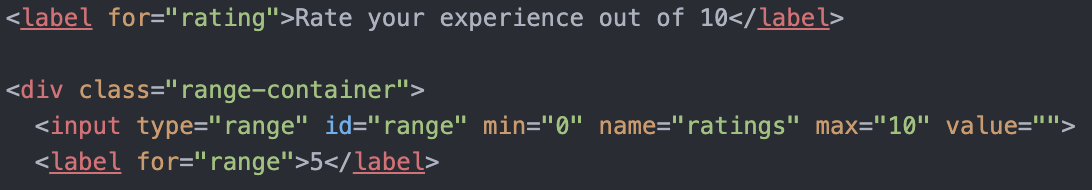 <label for="rating">Rate your experience out of 10</label>
<div class="range-container">
<input type="range" id="range" min="0" name="ratings" max="10" value="">
<label for="range">5</label>